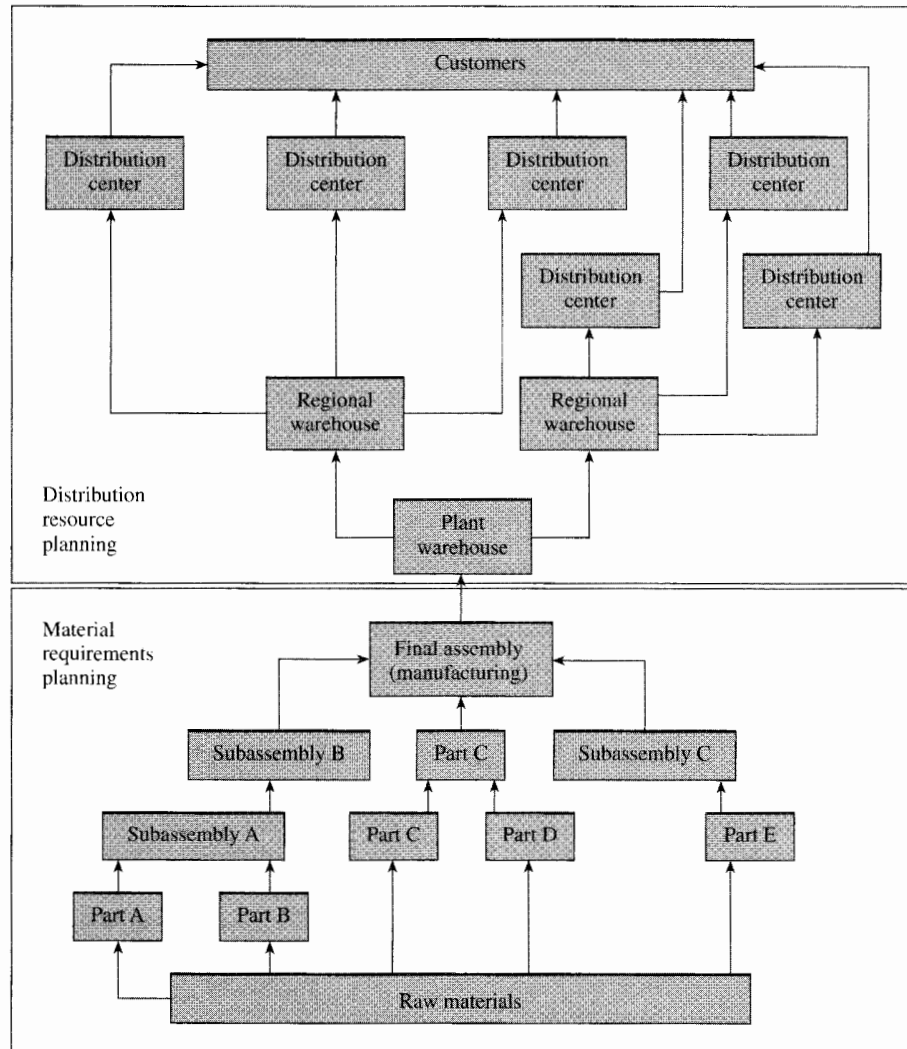 Customers
Distribution
center
Distribution
center
Distribution
center
Distribution
center
Distribution
center
Distribution
center
Regional
warehouse
Regional
warehouse
Distribution
resource
planning
Plant
warehouse
Material
requirements
planning
Final assembly
(manufacturing)
Subassembly B
Part C
Subassembly C
Subassembly A
Part C
Part D
Part E
Part A
Part B
Raw materials